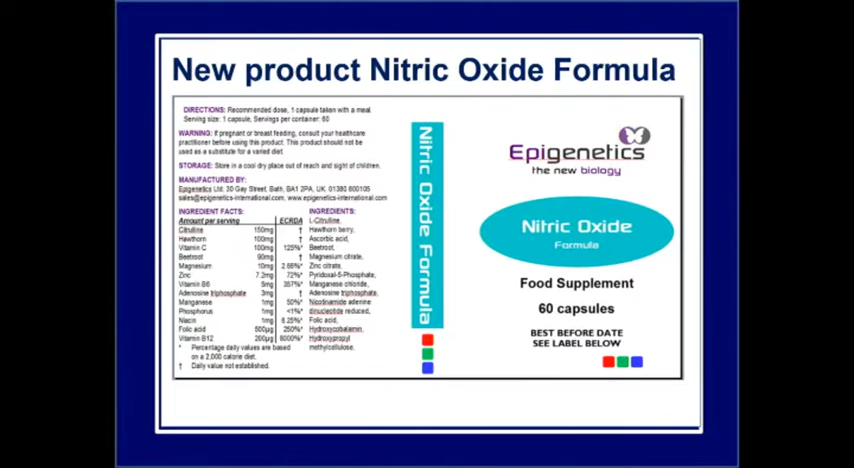 New product Nitric Oxide Formula
DIRECTIONS: Recommended dose, 1 capsule taken with a meal.
Serving size: 1 capsule, Servings per container: 60
WARNING: If pregnant or breast feeding, consult your healthcare
practitioner before using this product. This product should not be
used as a substitute for a varied diet.
STORAGE: Store in a cool dry place out of reach and sight of children.
MANUFACTURED BY:
Epigenetics Ltd: 30 Gay Street, Bath, BA1 2PA, UK. 01380 800105
sales@epigenetics-international.com, www.epigenetics-international.com
INGREDIENT FACTS:
Amount per serving ECRDA
Citrulline 150mg †
Hawthorn 100mg †
Vitamin C 100mg 125%*
Beetroot 90mg †
Magnesium 10mg 2.66%*
Zinc 7.2mg 72%*
Vitamin B6 5mg 357%*
Adenosine triphosphate 3mg †
Manganese 1mg 50%*
Phosphorus 1mg <1%*
Niacin 1mg 6.25%*
Folic acid 500µg 250%*
Vitamin B12 200µg 8000%*
* Percentage daily values are based
on a 2,000 calorie diet.
† Daily value not established.
INGREDIENTS:
L-Citrulline,
Hawthorn berry,
Ascorbic acid,
Beetroot,
Magnesium citrate,
Zinc citrate,
Pyridoxal-5-Phosphate,
Manganese chloride,
Adenosine triphosphate,
Nicotinamide adenine
dinucleotide reduced,
Folic acid,
Hydroxycobalamin,
Hydroxypropyl
methylcellulose.
Nitric Oxide Formula
Epigenetics
the new biology
Nitric Oxide
Formula
Food Supplement
60 capsules
BEST BEFORE DATE
SEE LABEL BELOW